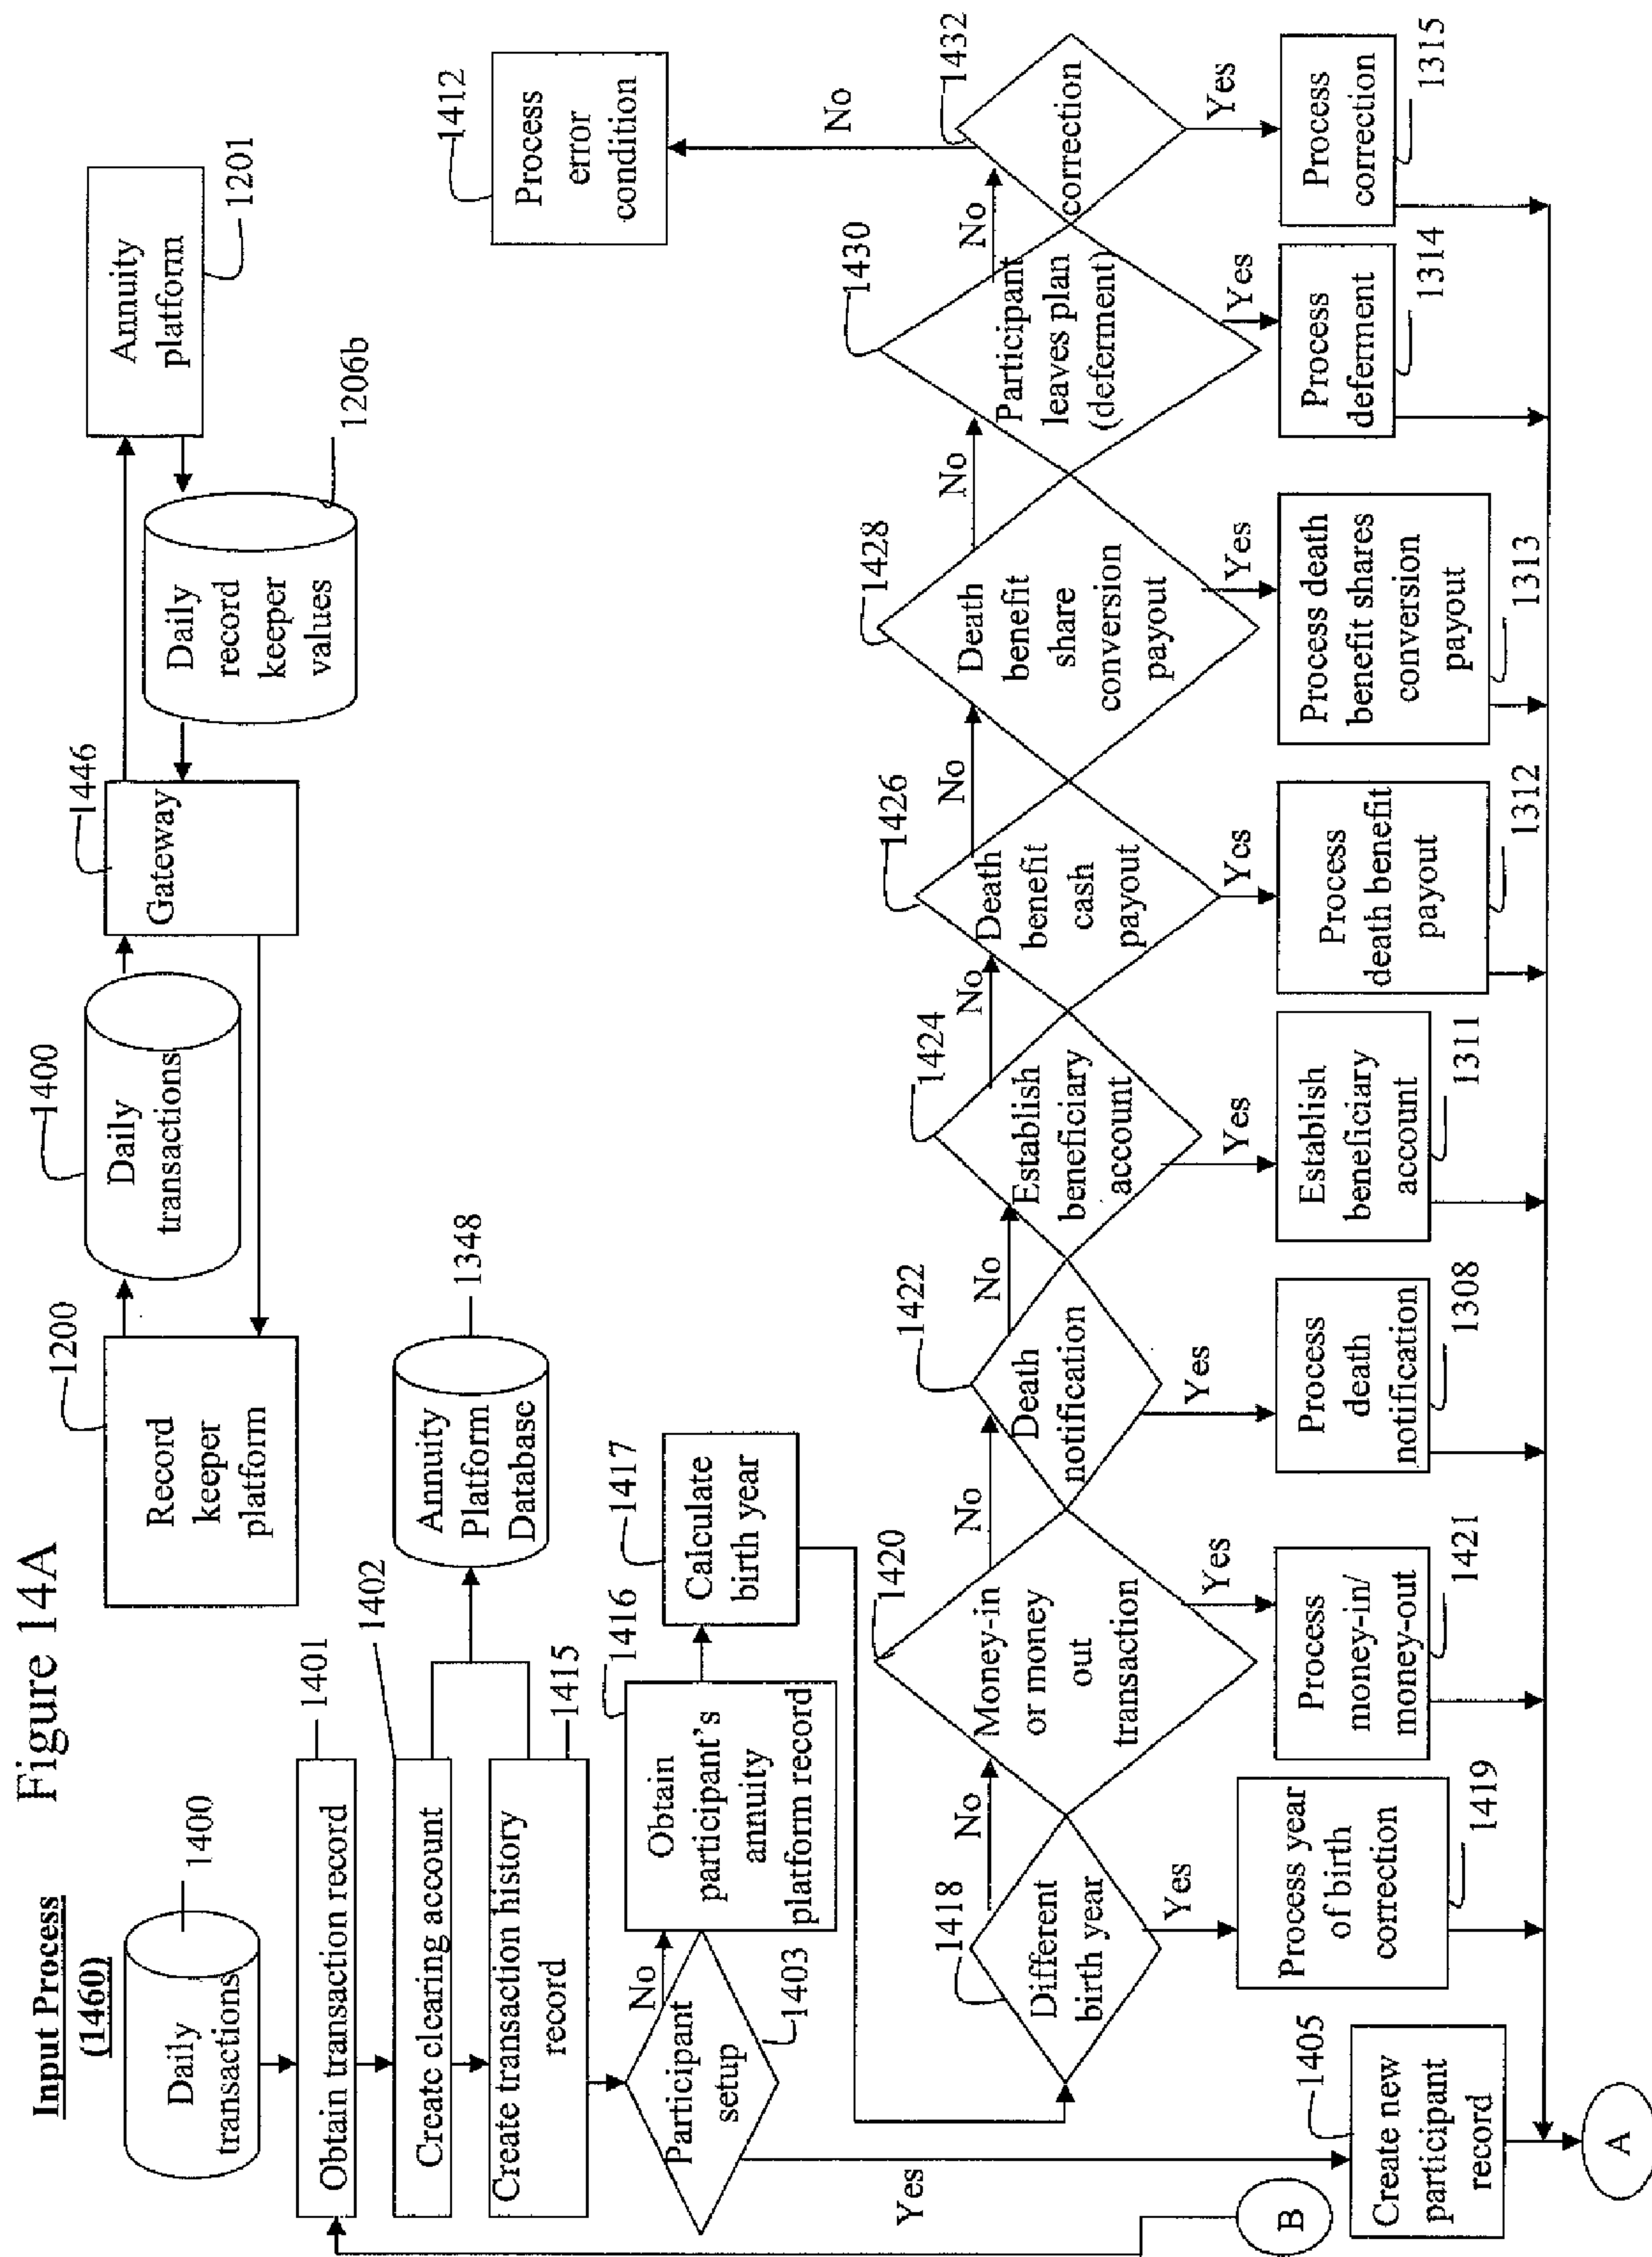 Figure 14A
Input Process
(1460)
1400
Daily
transactions
1401
Obtain transaction record
1402
Create clearing account
Create transaction history
record
1415
Annuity
Platform
Database
1348
Participant
setup
1403
No
Yes
Obtain
participant's
annuity
platform record
1416
Calculate
birth year
1417
1200
Record
keeper
platform
1400
Daily
transactions
1446
Gateway
Daily
record
keeper
values
1206b
Annuity
platform
1201
1418
Different
birth year
No
Yes
Process year
of birth
correction
1419
1420
Money-in
or money
out
transaction
No
Yes
Process
money-in/
money-out
1421
1422
Death
notification
No
Yes
Process
death
notification
1308
1424
Establish
beneficiary
account
No
Yes
Establish
beneficiary
account
1311
1426
Death
benefit
cash
payout
No
Yes
Process
death benefit
payout
1312
1428
Death
benefit
share
conversion
payout
No
Yes
Process death
benefit shares
conversion
payout
1313
1430
Participant
leaves plan
(deferment)
No
Yes
Process
deferment
1314
1432
correction
No
Yes
Process
correction
1315
1412
Process
error
condition
1405
Create new
participant
record
B
A